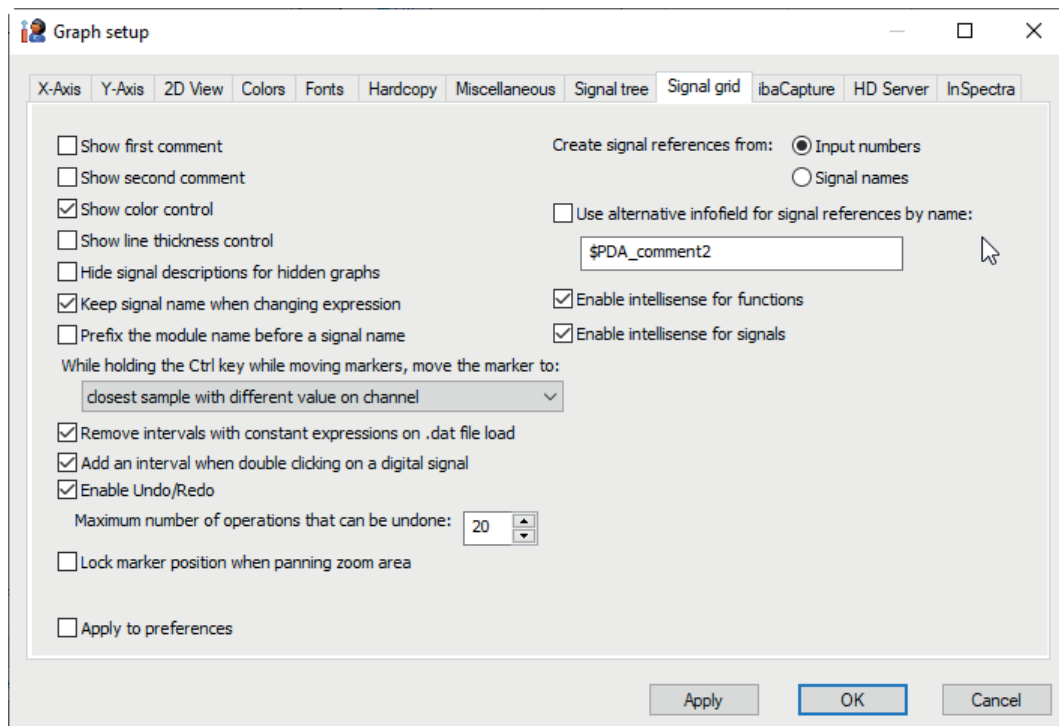 Graph setup
X-Axis Y-Axis 2D View Colors Fonts Hardcopy Miscellaneous Signal tree Signal grid ibaCapture HD Server InSpectra
Show first comment
Show second comment
Show color control
Show line thickness control
Hide signal descriptions for hidden graphs
Keep signal name when changing expression
Prefix the module name before a signal name
While holding the Ctrl key while moving markers, move the marker to:
closest sample with different value on channel
Remove intervals with constant expressions on .dat file load
Add an interval when double clicking on a digital signal
Enable Undo/Redo
Maximum number of operations that can be undone: 20
Lock marker position when panning zoom area
Apply to preferences
Create signal references from: Input numbers
Signal names
Use alternative infofield for signal references by name:
$PDA_comment2
Enable intellisense for functions
Enable intellisense for signals
Apply OK Cancel